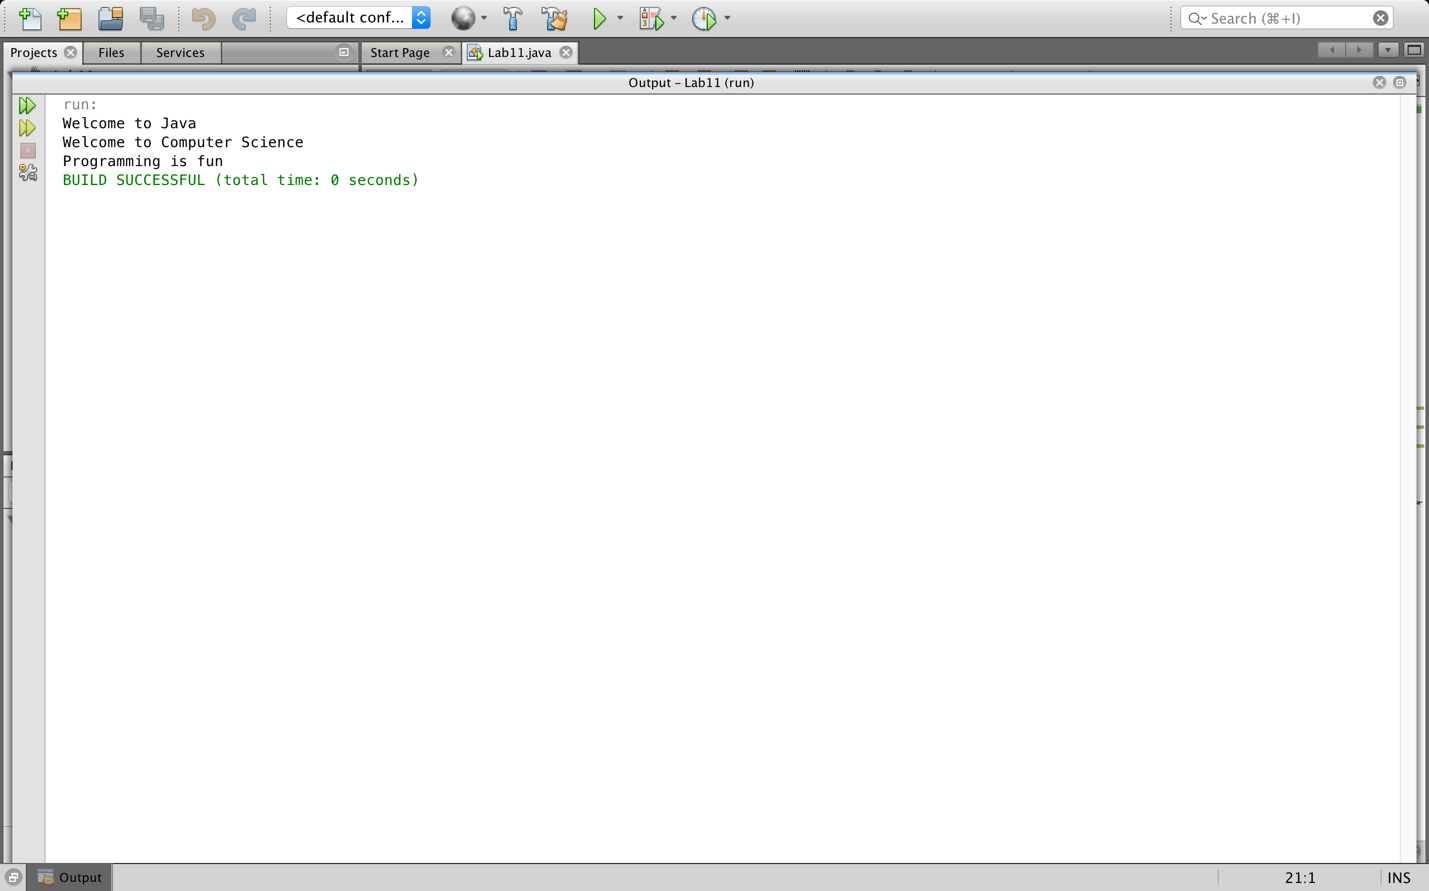 <default conf...
Search (⌘+I)
Projects
Files
Services
Start Page
Lab11.java
Output – Lab11 (run)
run:
Welcome to Java
Welcome to Computer Science
Programming is fun
BUILD SUCCESSFUL (total time: 0 seconds)
Output
21:1
INS